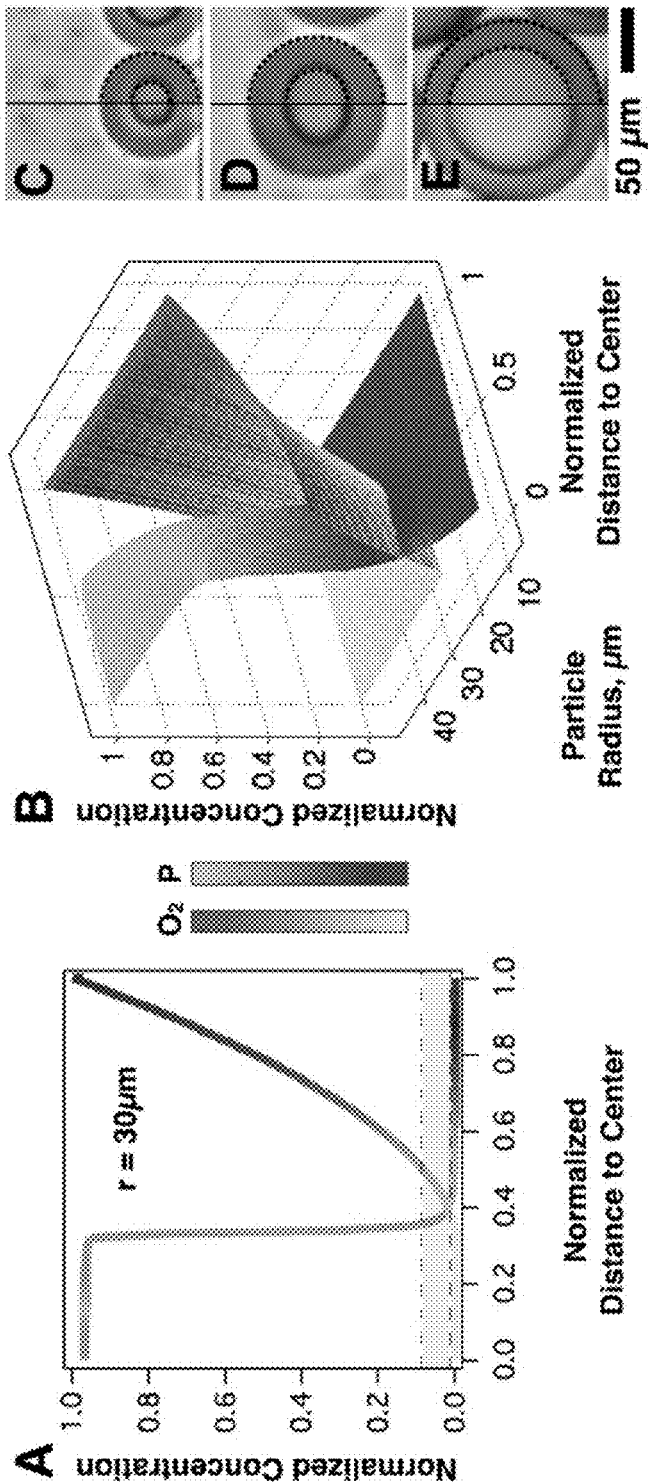 A
Normalized Concentration
1.0
0.8
0.6
0.4
0.2
0.0
r = 30µm
0.0 0.2 0.4 0.6 0.8 1.0
Normalized
Distance to Center
O₂ P
B
Normalized Concentration
1
0.8
0.6
0.4
0.2
0
40 30 20 10
Particle
Radius, µm
0 0.5 1
Normalized
Distance to Center
C
D
E
50 µm